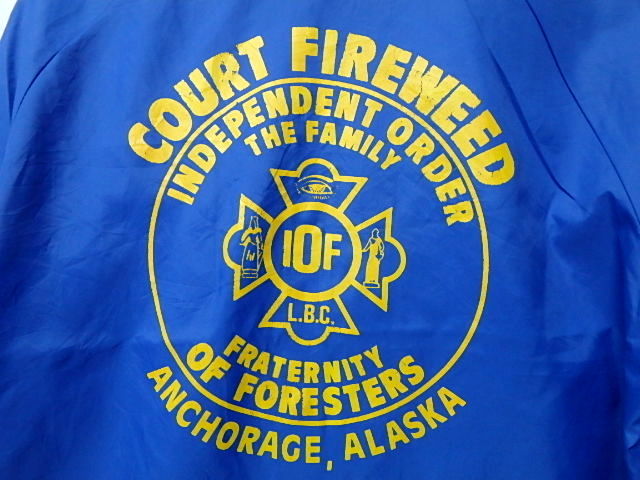 COURT FIREWEED
INDEPENDENT ORDER
THE FAMILY
IOF
L.B.C.
FRATERNITY
OF FORESTERS
ANCHORAGE, ALASKA